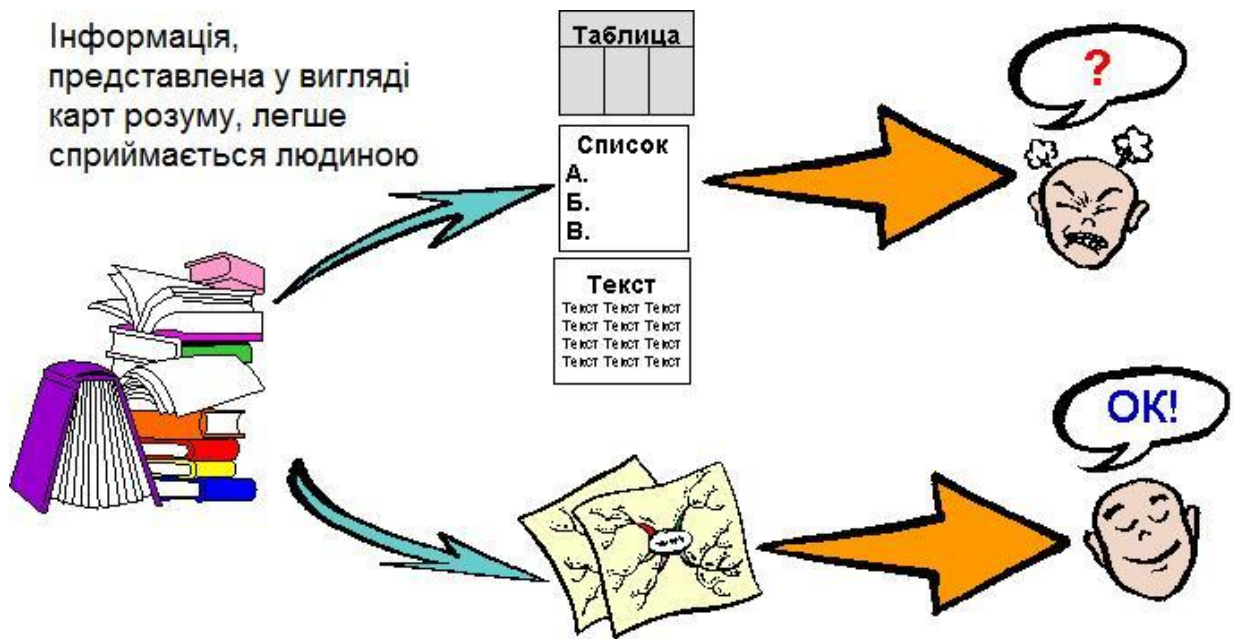 Інформація,
представлена у вигляді
карт розуму, легше
сприймається людиною
Таблица
Список
А.
Б.
В.
Текст
Текст Текст Текст
Текст Текст Текст
Текст Текст Текст
Текст Текст Текст
?
ОК!